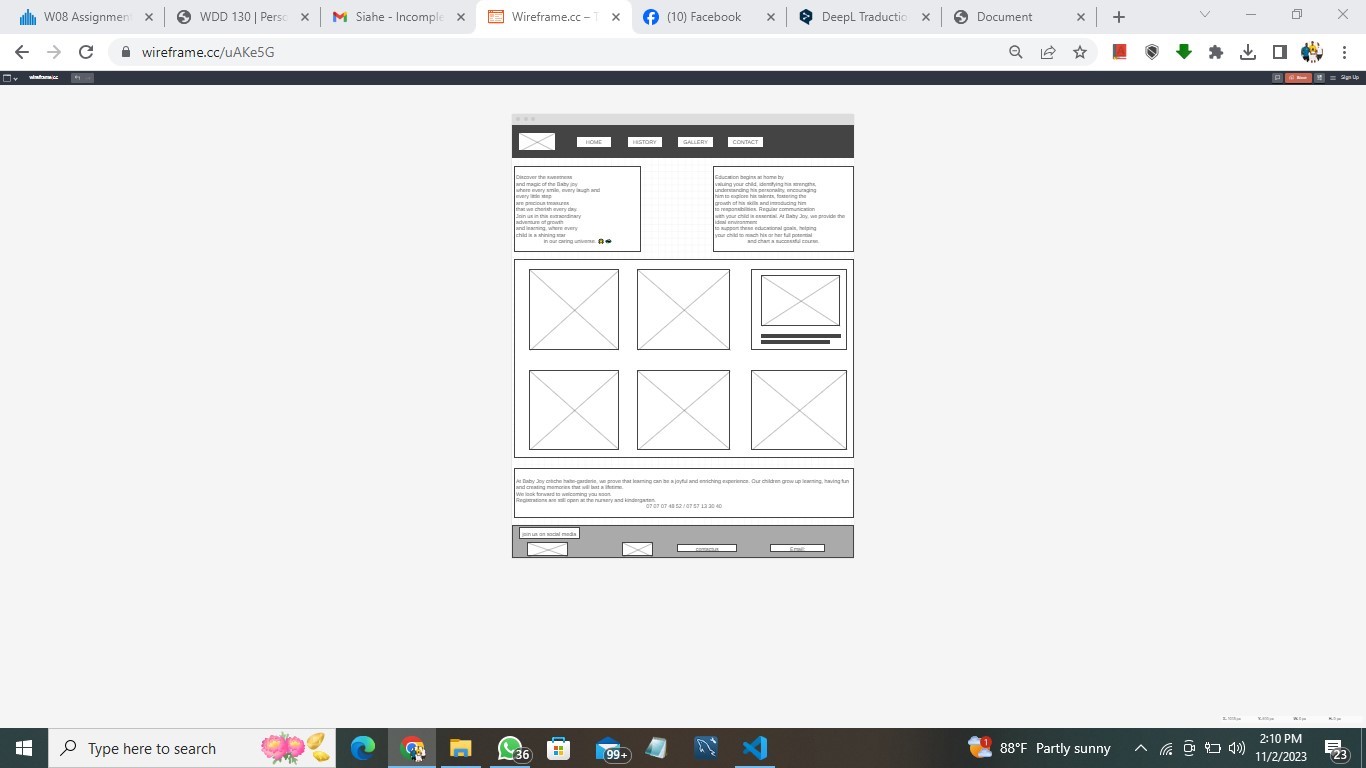 W08 Assignment
WDD 130 | Perso
Siahe - Incomple
Wireframe.cc – T
(10) Facebook
DeepL Traductio
Document
wireframe.cc/uAKe5G
wireframe|cc
Share
Sign Up
HOME
HISTORY
GALLERY
CONTACT
Discover the sweetness
and magic of the Baby joy
where every smile, every laugh and
every little step
are precious treasures
that we cherish every day.
Join us in this extraordinary
adventure of growth
and learning, where every
child is a shining star
in our caring universe.
Education begins at home by
valuing your child, identifying his strengths,
understanding his personality, encouraging
him to explore his talents, fostering the
growth of his skills and introducing him
to responsibilities. Regular communication
with your child is essential. At Baby Joy, we provide the
ideal environment
to support these educational goals, helping
your child to reach his or her full potential
and chart a successful course.
At Baby Joy crèche halte-garderie, we prove that learning can be a joyful and enriching experience. Our children grow up learning, having fun
and creating memories that will last a lifetime.
We look forward to welcoming you soon.
Registrations are still open at the nursery and kindergarten.
07 07 07 48 52 / 07 57 13 30 40
join us on social media
Email
Type here to search
36
99+
1
88°F Partly sunny
2:10 PM
11/2/2023
23